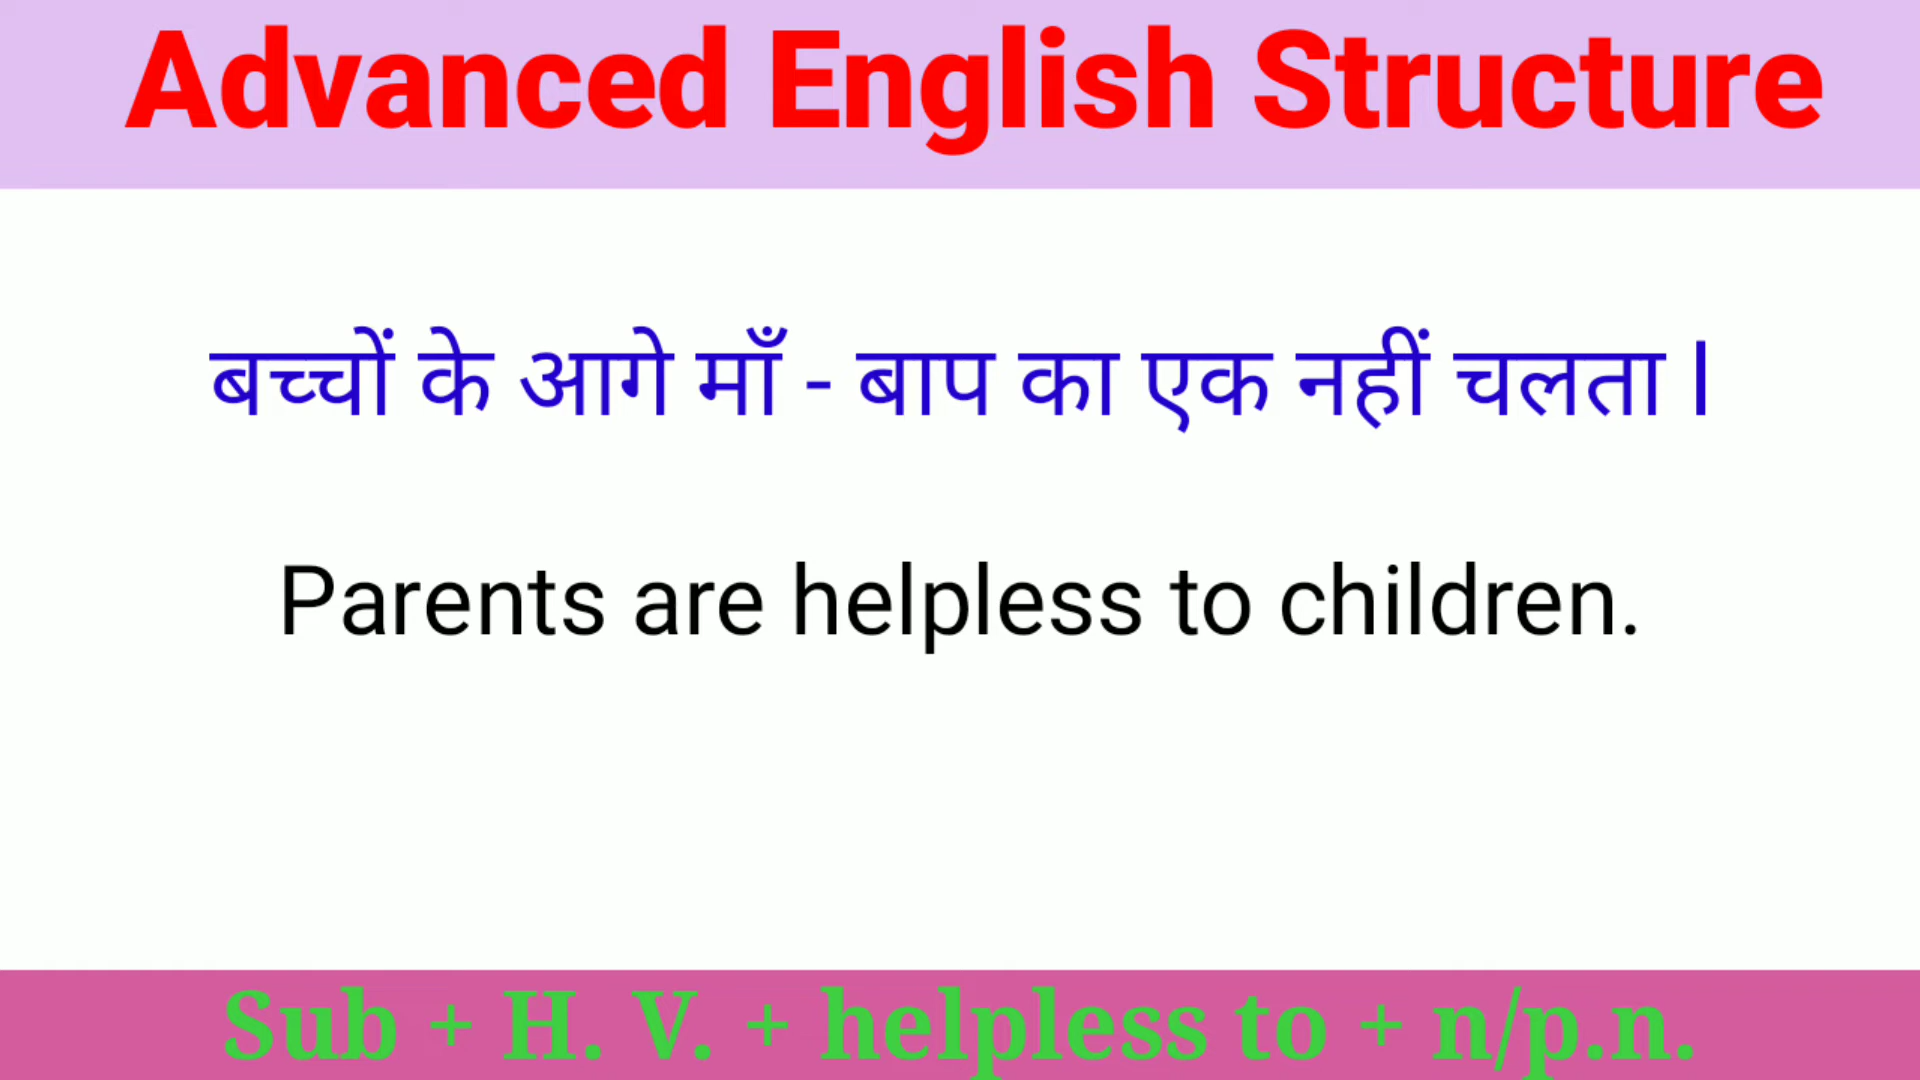 Advanced English Structure
बच्चों के आगे माँ - बाप का एक नहीं चलता l
Parents are helpless to children.
Sub + H. V. + helpless to + n/p.n.